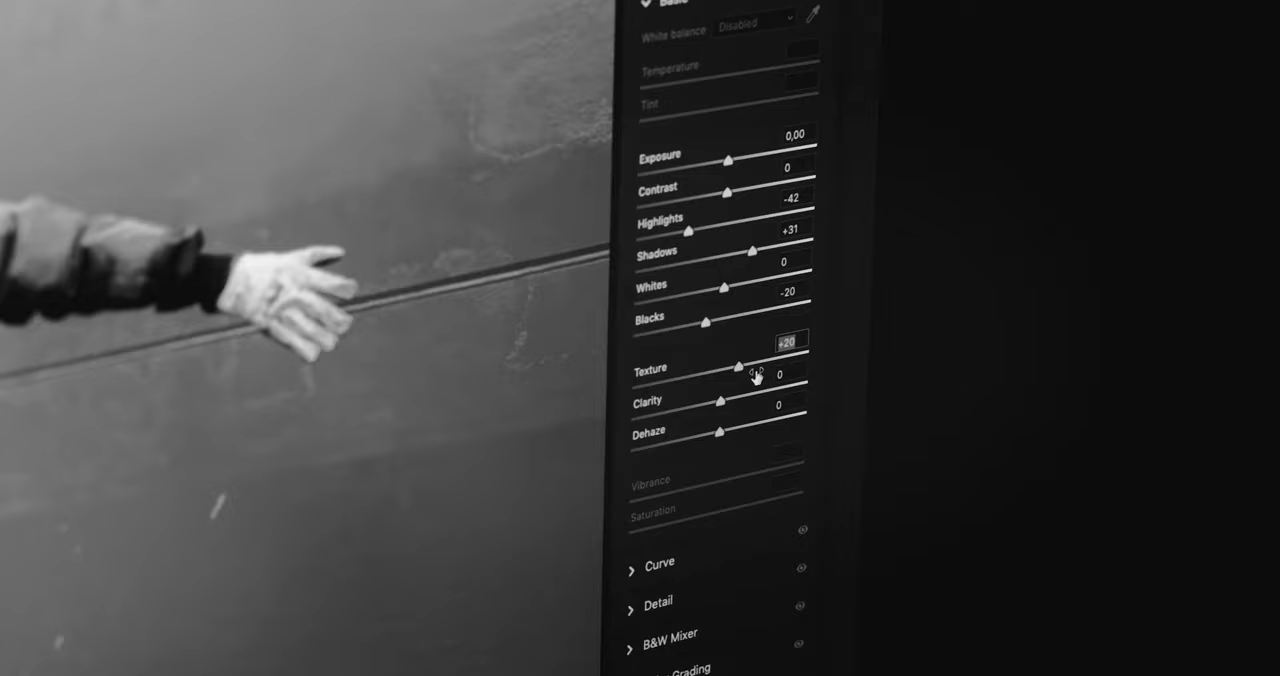 Basic
White balance Disabled
Temperature
Tint
Exposure 0,00
Contrast 0
Highlights -42
Shadows +31
Whites 0
Blacks -20
Texture +20
Clarity 0
Dehaze 0
Vibrance
Saturation
Curve
Detail
B&W Mixer
Grading